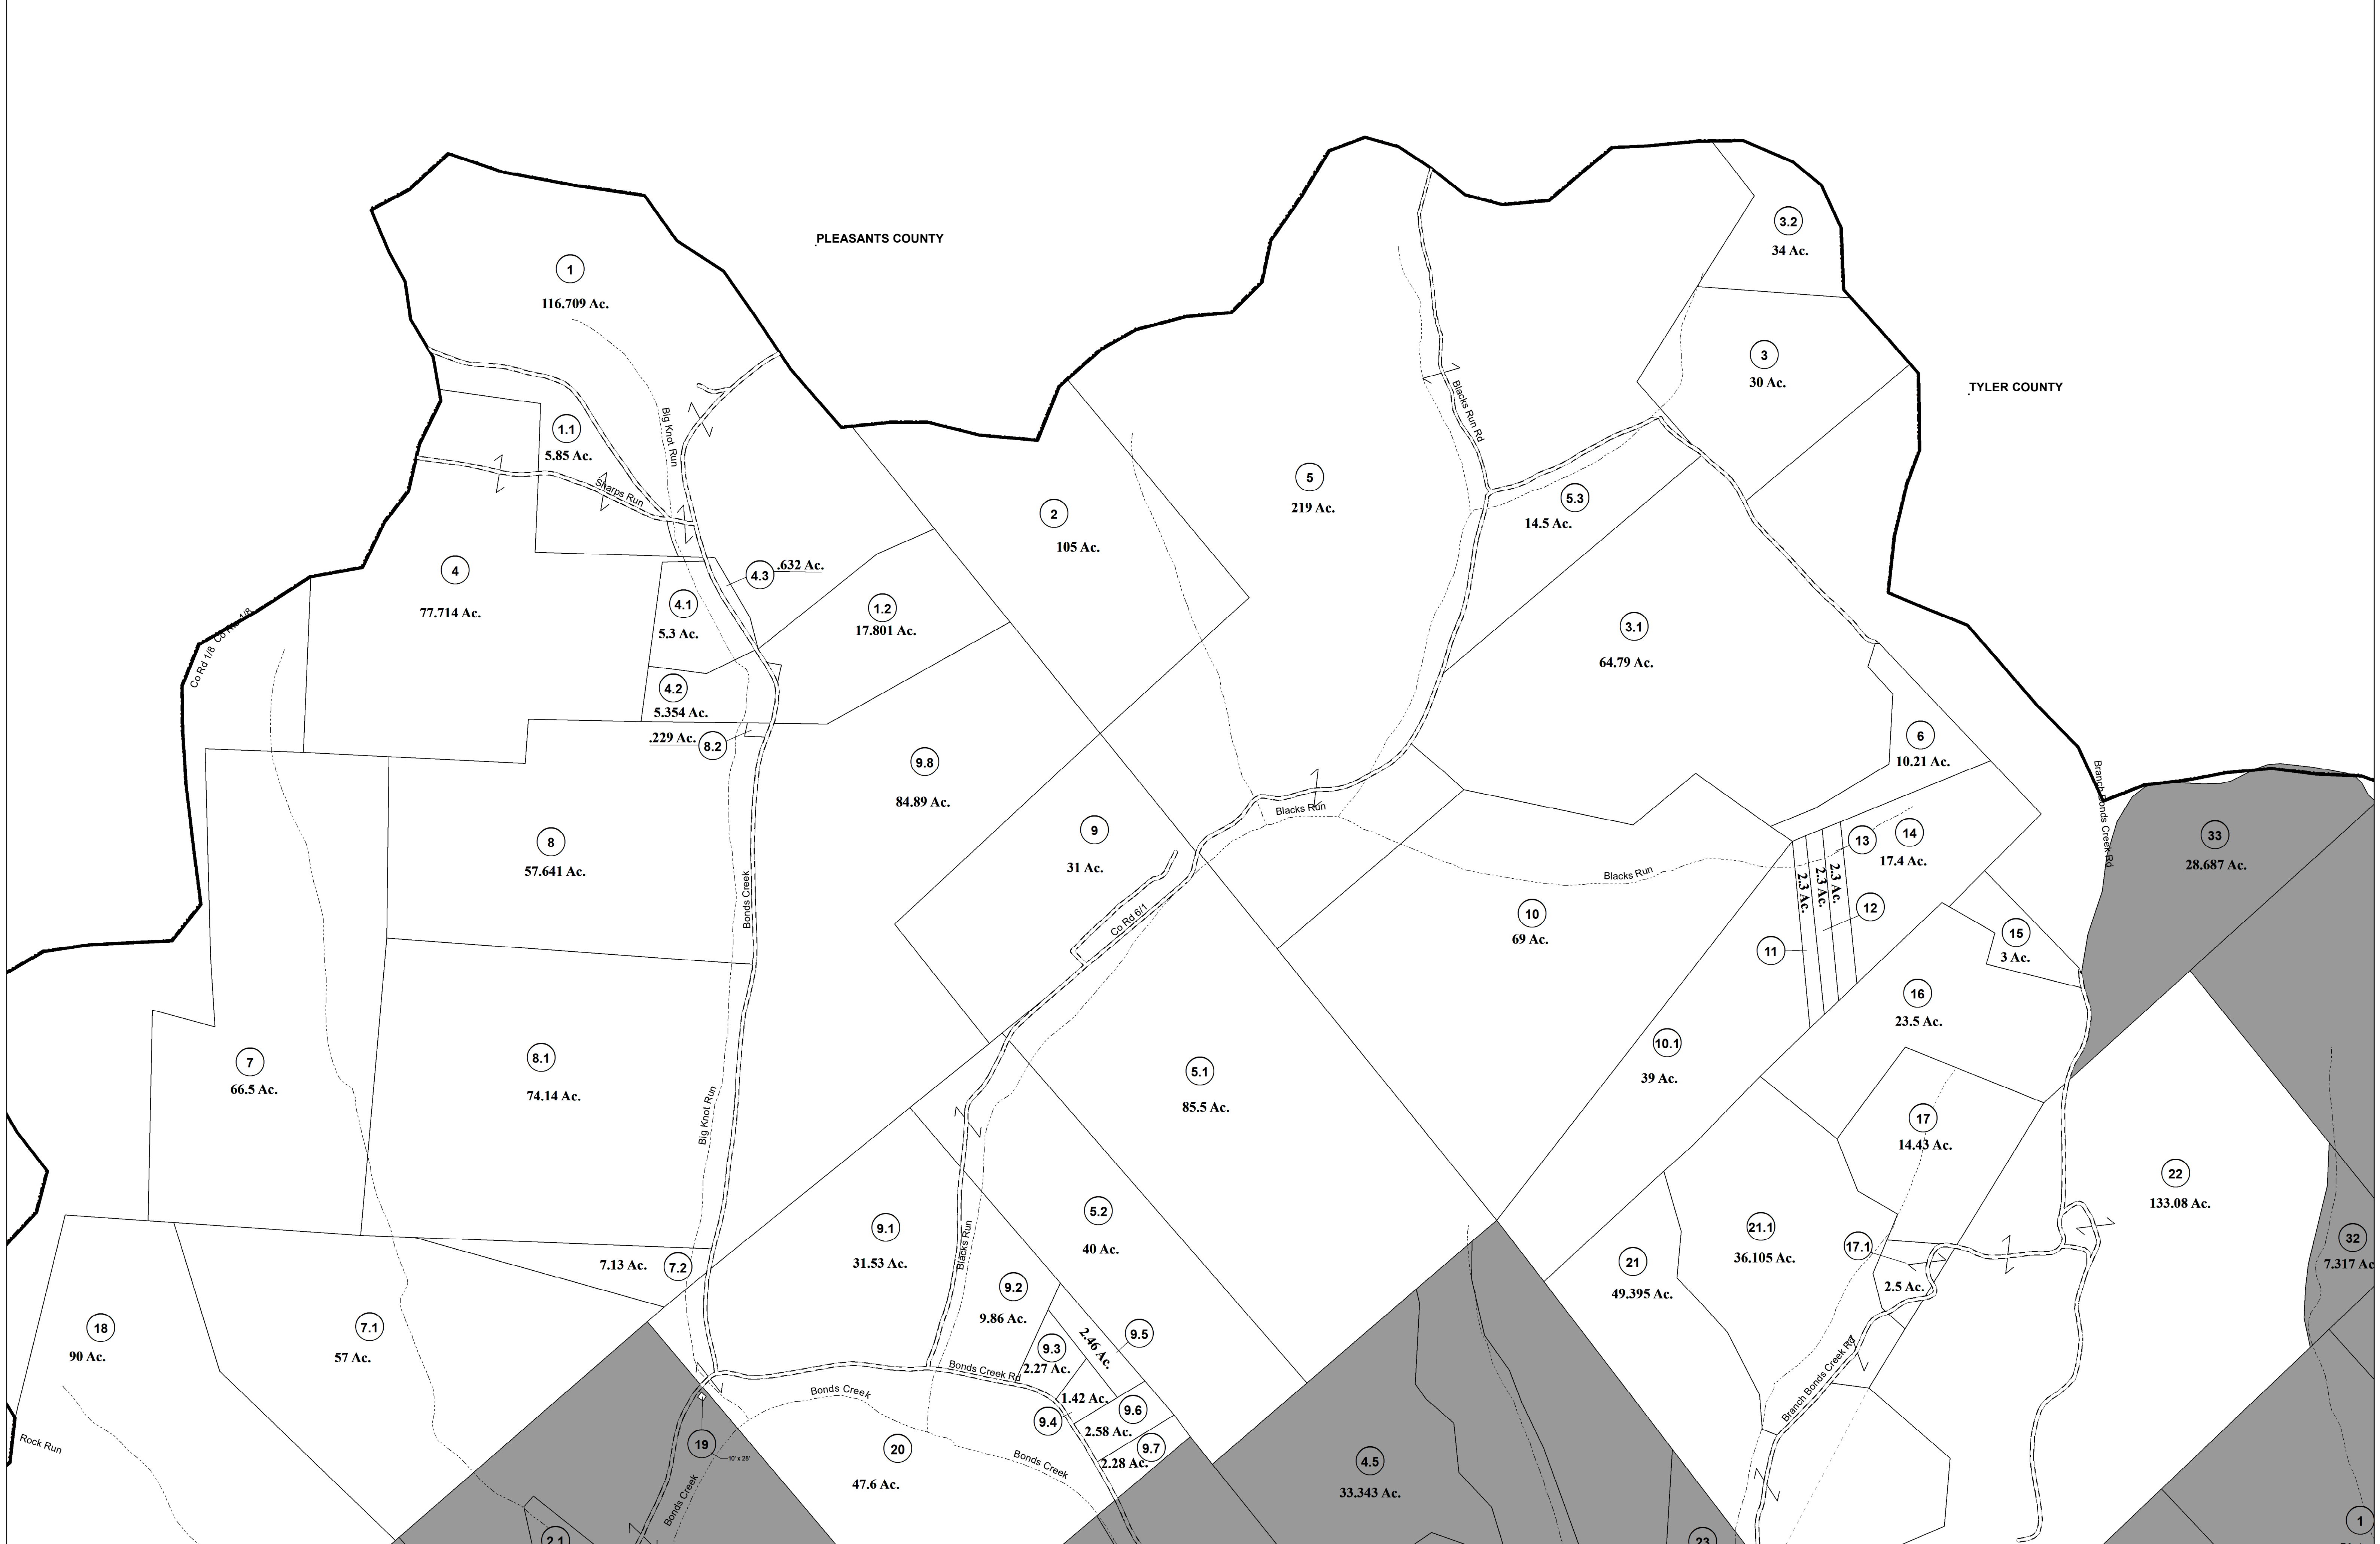 3.2
34 Ac.
PLEASANTS COUNTY
1
116.709 Ac.
3
30 Ac.
TYLER COUNTY
Big Knot Run
Blacks Run Rd
1.1
5.85 Ac.
Sharps Run
5
219 Ac.
5.3
14.5 Ac.
2
105 Ac.
4
77.714 Ac.
4.3
.632 Ac.
4.1
5.3 Ac.
1.2
17.801 Ac.
3.1
64.79 Ac.
Co Rd 1/8
Co Rd 1/8
4.2
5.354 Ac.
.229 Ac.
8.2
6
10.21 Ac.
9.8
84.89 Ac.
Blacks Run
Branch Bonds Creek Rd
8
57.641 Ac.
9
31 Ac.
13
14
17.4 Ac.
33
28.687 Ac.
Blacks Run
2.3 Ac.
2.3 Ac.
2.3 Ac.
Bonds Creek
Co Rd 6/1
10
69 Ac.
12
11
15
3 Ac.
16
23.5 Ac.
7
66.5 Ac.
8.1
74.14 Ac.
5.1
85.5 Ac.
10.1
39 Ac.
Big Knot Run
17
14.43 Ac.
22
133.08 Ac.
5.2
40 Ac.
9.1
31.53 Ac.
Blacks Run
21.1
36.105 Ac.
17.1
2.5 Ac.
32
7.317 Ac
7.13 Ac.
7.2
21
49.395 Ac.
9.2
9.86 Ac.
18
90 Ac.
7.1
57 Ac.
9.5
2.46 Ac.
9.3
2.27 Ac.
Bonds Creek Rd
Bonds Creek
1.42 Ac.
9.4
9.6
2.58 Ac.
9.7
2.28 Ac.
Branch Bonds Creek Rd
Rock Run
19
10' x 28'
20
47.6 Ac.
Bonds Creek
Bonds Creek
4.5
33.343 Ac.
2.1
23
1